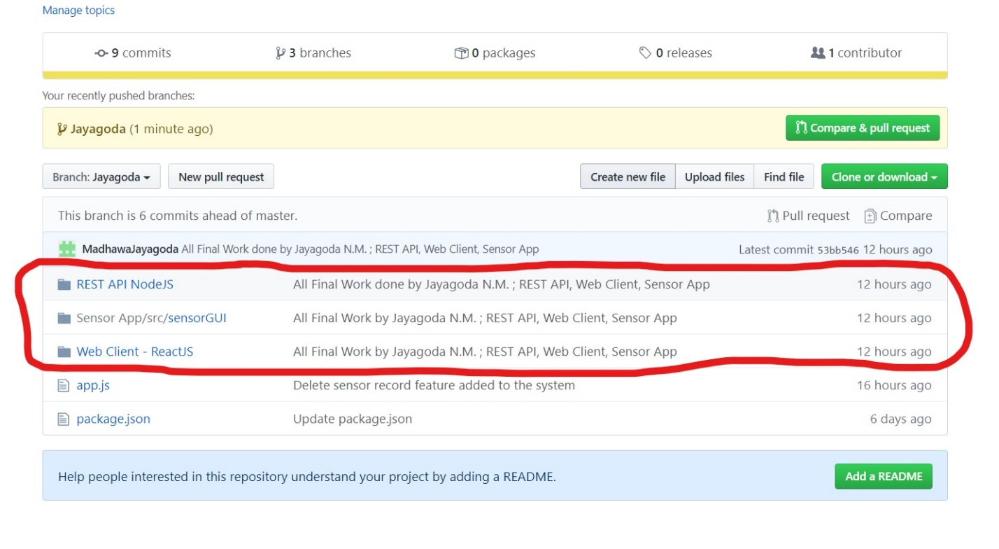 Manage topics
9 commits 3 branches 0 packages 0 releases 1 contributor
Your recently pushed branches:
Jayagoda (1 minute ago) Compare & pull request
Branch: Jayagoda New pull request Create new file Upload files Find file Clone or download
This branch is 6 commits ahead of master. Pull request Compare
MadhawaJayagoda All Final Work done by Jayagoda N.M. ; REST API, Web Client, Sensor App Latest commit 53bb546 12 hours ago
REST API NodeJS All Final Work done by Jayagoda N.M. ; REST API, Web Client, Sensor App 12 hours ago
Sensor App/src/sensorGUI All Final Work by Jayagoda N.M. ; REST API, Web Client, Sensor App 12 hours ago
Web Client - ReactJS All Final Work by Jayagoda N.M. ; REST API, Web Client, Sensor App 12 hours ago
app.js Delete sensor record feature added to the system 16 hours ago
package.json Update package.json 6 days ago
Help people interested in this repository understand your project by adding a README. Add a README